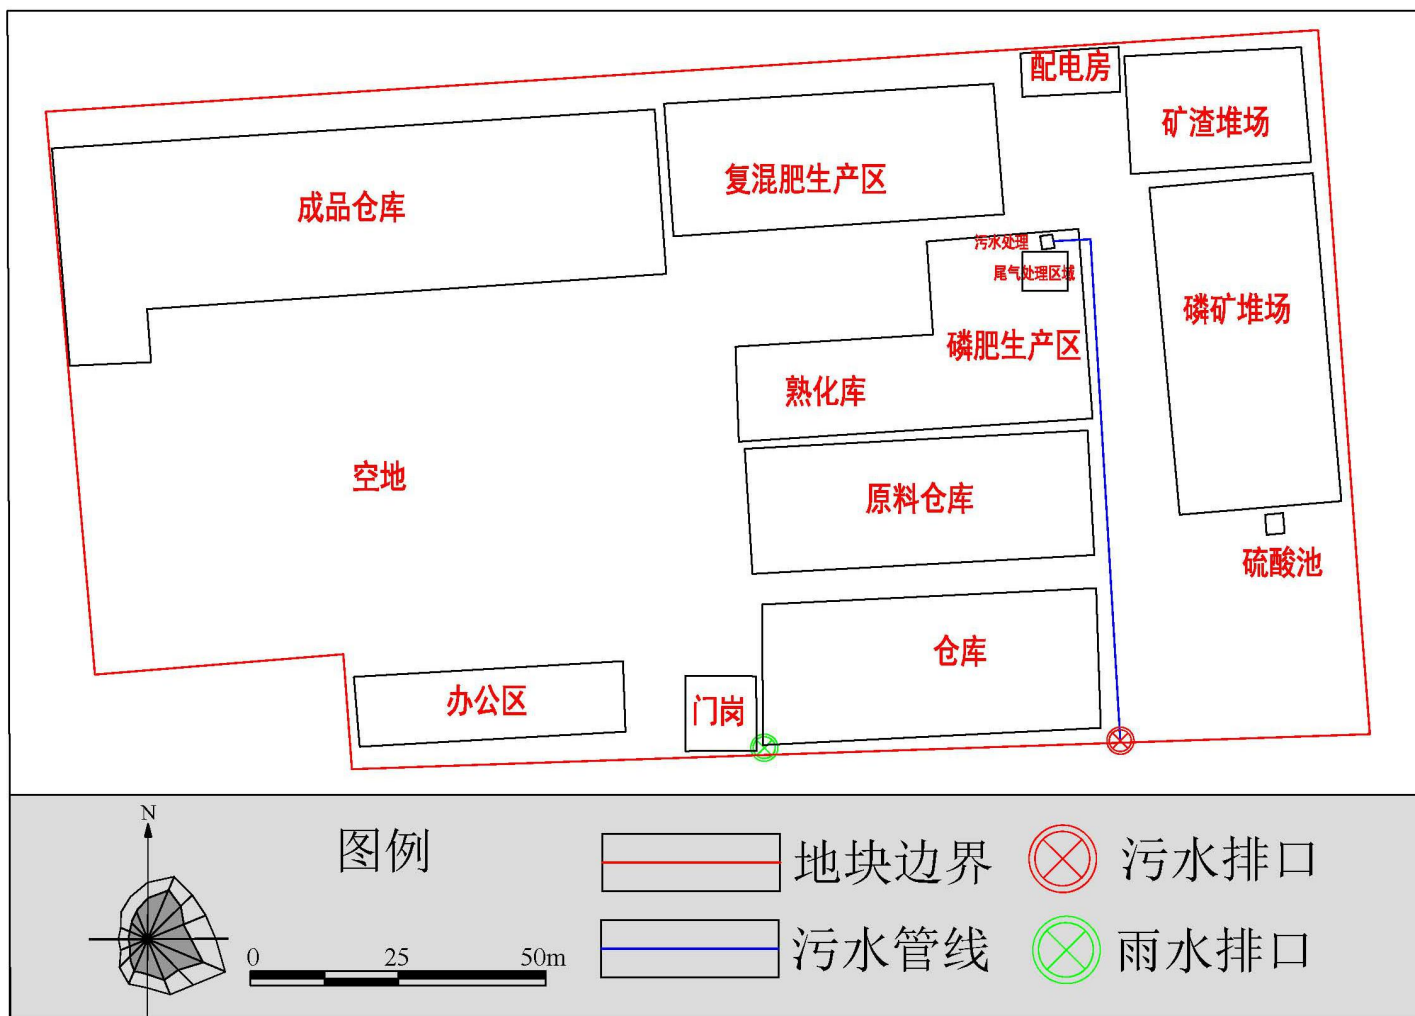 配电房
矿渣堆场
复混肥生产区
成品仓库
污水处理
尾气处理区域
磷矿堆场
磷肥生产区
熟化库
空地
原料仓库
硫酸池
仓库
办公区
门岗
N
图例
地块边界
污水排口
污水管线
雨水排口
0 25 50m